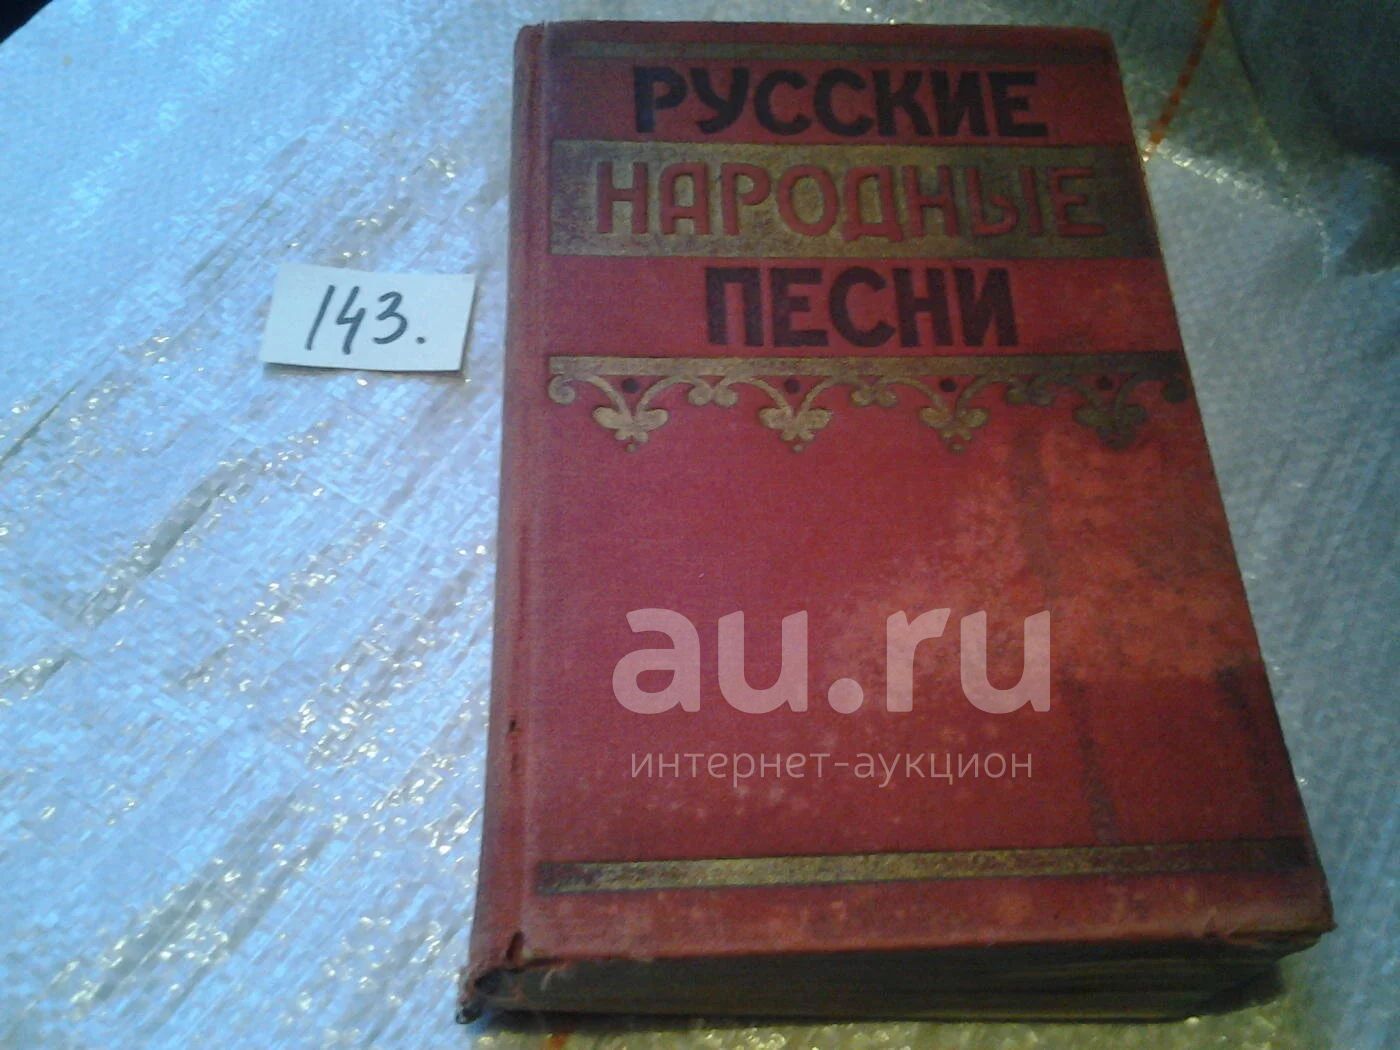 РУССКИЕ
НАРОДНЫЕ
ПЕСНИ
143.
au.ru
интернет-аукцион